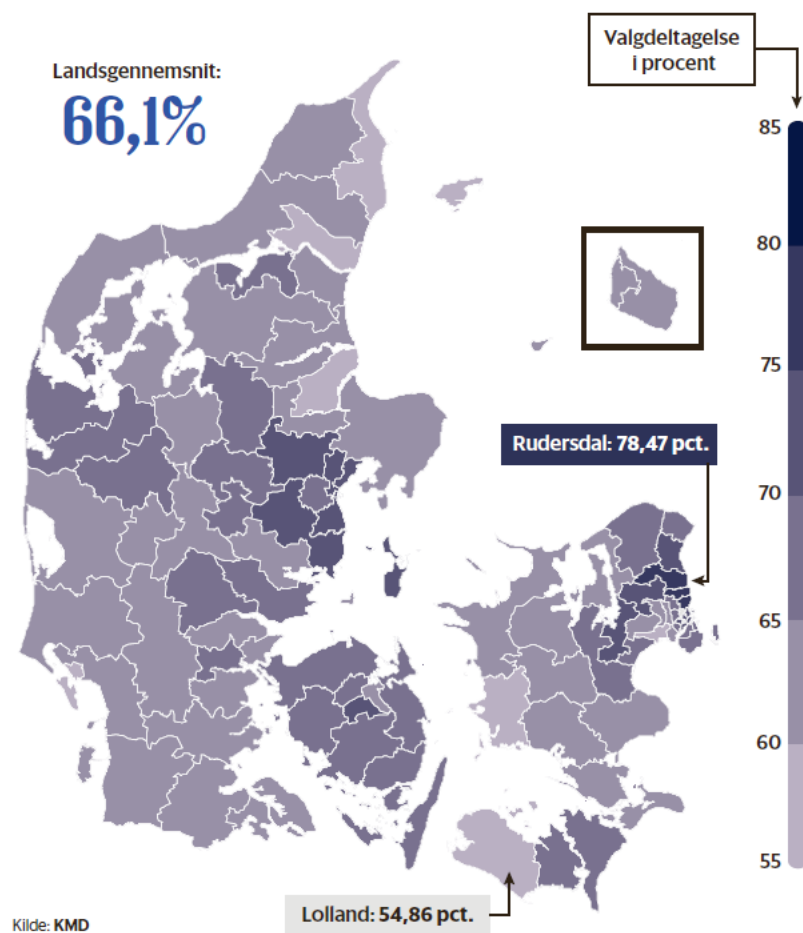 Valgdeltagelse
i procent
Landsgennemsnit:
66,1%
85
80
75
Rudersdal: 78,47 pct.
70
65
60
55
Lolland: 54,86 pct.
Kilde: KMD